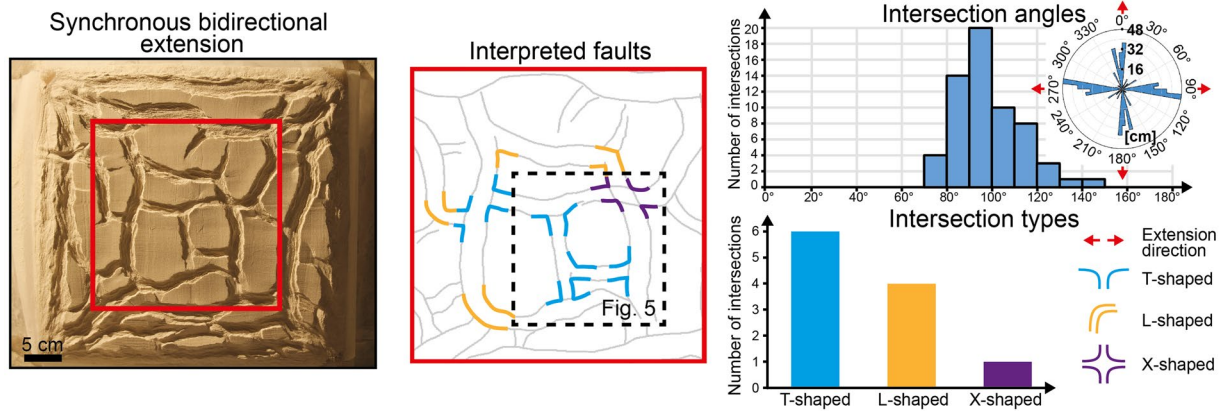 Synchronous bidirectional
extension
5 cm
Interpreted faults
Fig. 5
Intersection angles
Number of intersections
20
18
16
14
12
10
8
6
4
2
0
0° 20° 40° 60° 80° 100° 120° 140° 160° 180°
0°
30°
60°
90°
120°
150°
180°
210°
240°
270°
300°
330°
48
32
16
[cm]
Intersection types
Number of intersections
6
5
4
3
2
1
0
T-shaped L-shaped X-shaped
Extension
direction
T-shaped
L-shaped
X-shaped